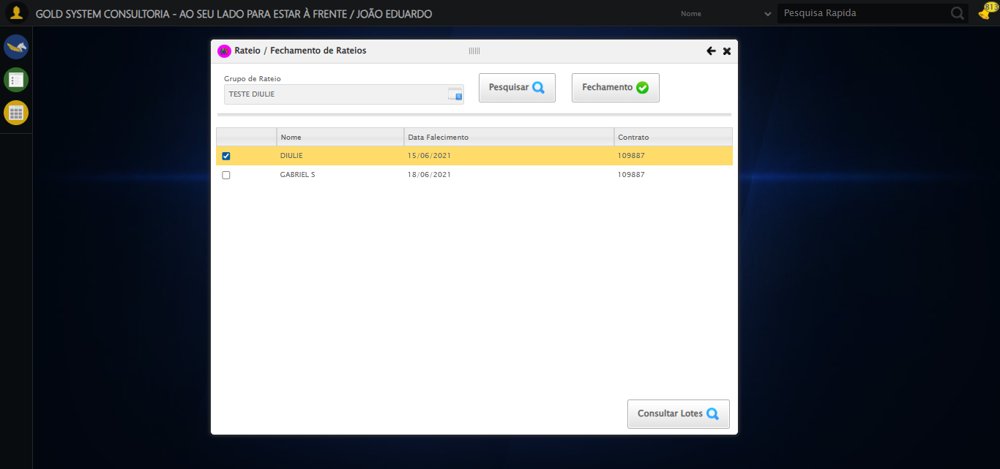 GOLD SYSTEM CONSULTORIA - AO SEU LADO PARA ESTAR À FRENTE / JOÃO EDUARDO
Nome
Pesquisa Rapida
813
Rateio / Fechamento de Rateios
Grupo de Rateio
TESTE DIULIE
Pesquisar
Fechamento
Nome Data Falecimento Contrato
DIULIE 15/06/2021 109887
GABRIEL S 18/06/2021 109887
Consultar Lotes